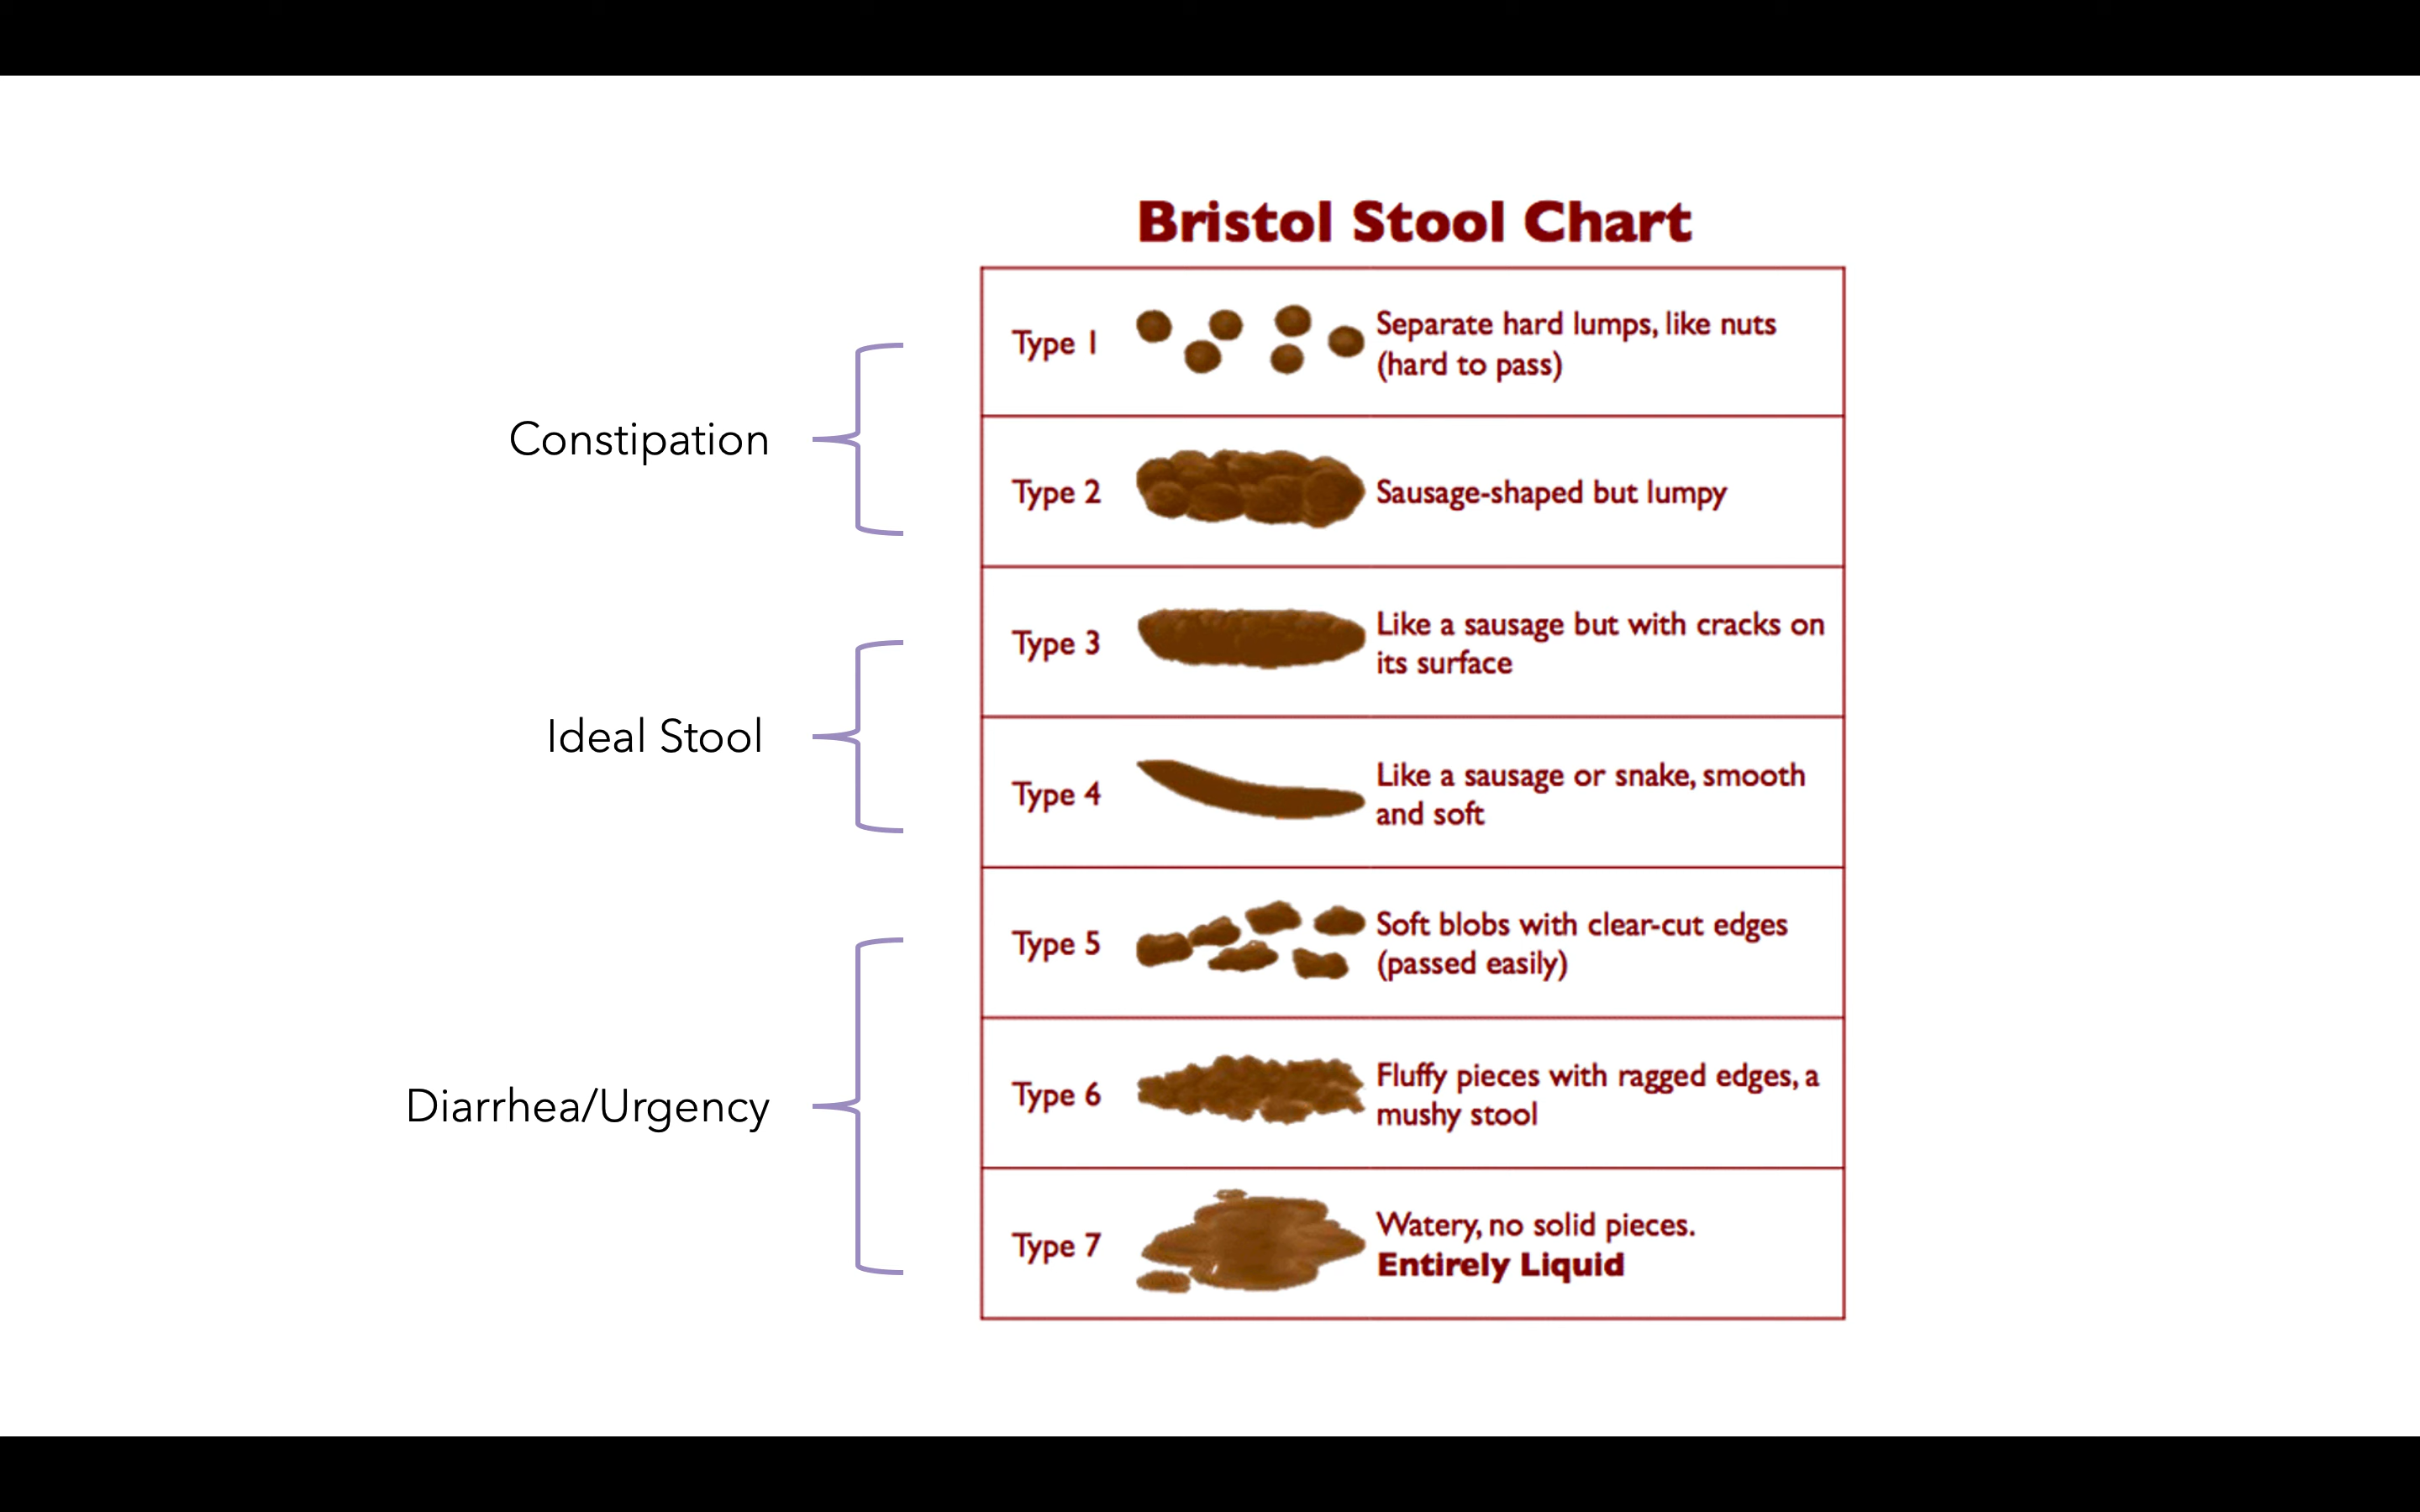 Bristol Stool Chart
Constipation
Type 1
Separate hard lumps, like nuts
(hard to pass)
Type 2
Sausage-shaped but lumpy
Ideal Stool
Type 3
Like a sausage but with cracks on
its surface
Type 4
Like a sausage or snake, smooth
and soft
Diarrhea/Urgency
Type 5
Soft blobs with clear-cut edges
(passed easily)
Type 6
Fluffy pieces with ragged edges, a
mushy stool
Type 7
Watery, no solid pieces.
Entirely Liquid